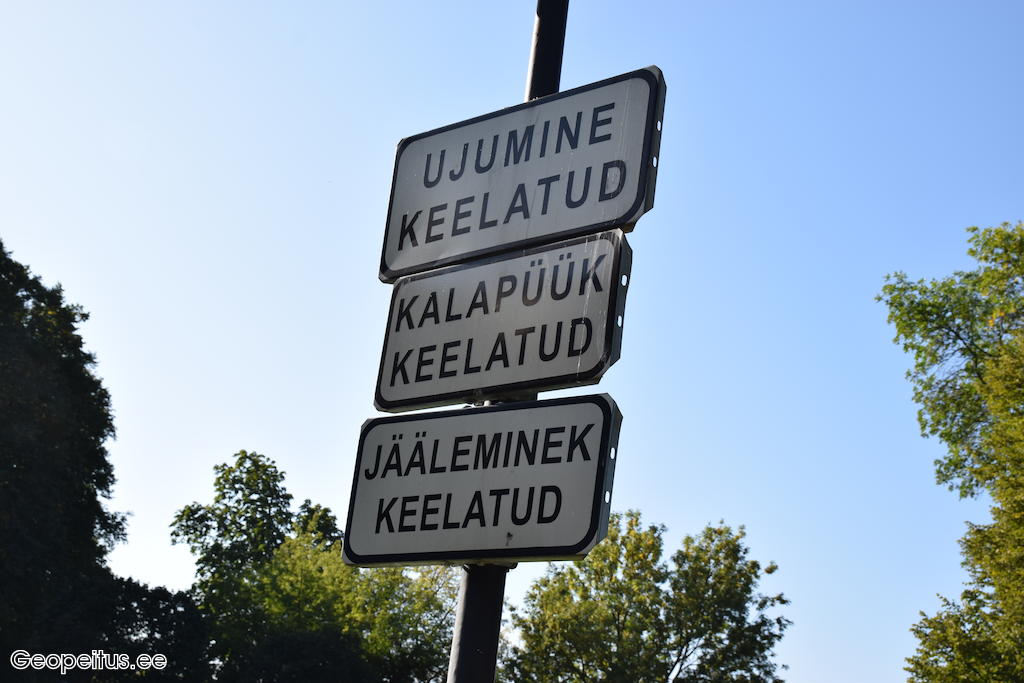 UJUMINE
KEELATUD
KALAPÜÜK
KEELATUD
JÄÄLEMINEK
KEELATUD
Geopeitus.ee